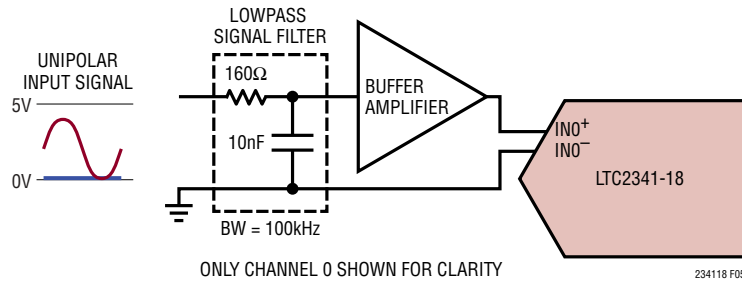 LOWPASS
SIGNAL FILTER
UNIPOLAR
INPUT SIGNAL
160Ω
BUFFER
AMPLIFIER
5V
IN0+
IN0−
10nF
LTC2341-18
0V
BW = 100kHz
ONLY CHANNEL 0 SHOWN FOR CLARITY
234118 F05